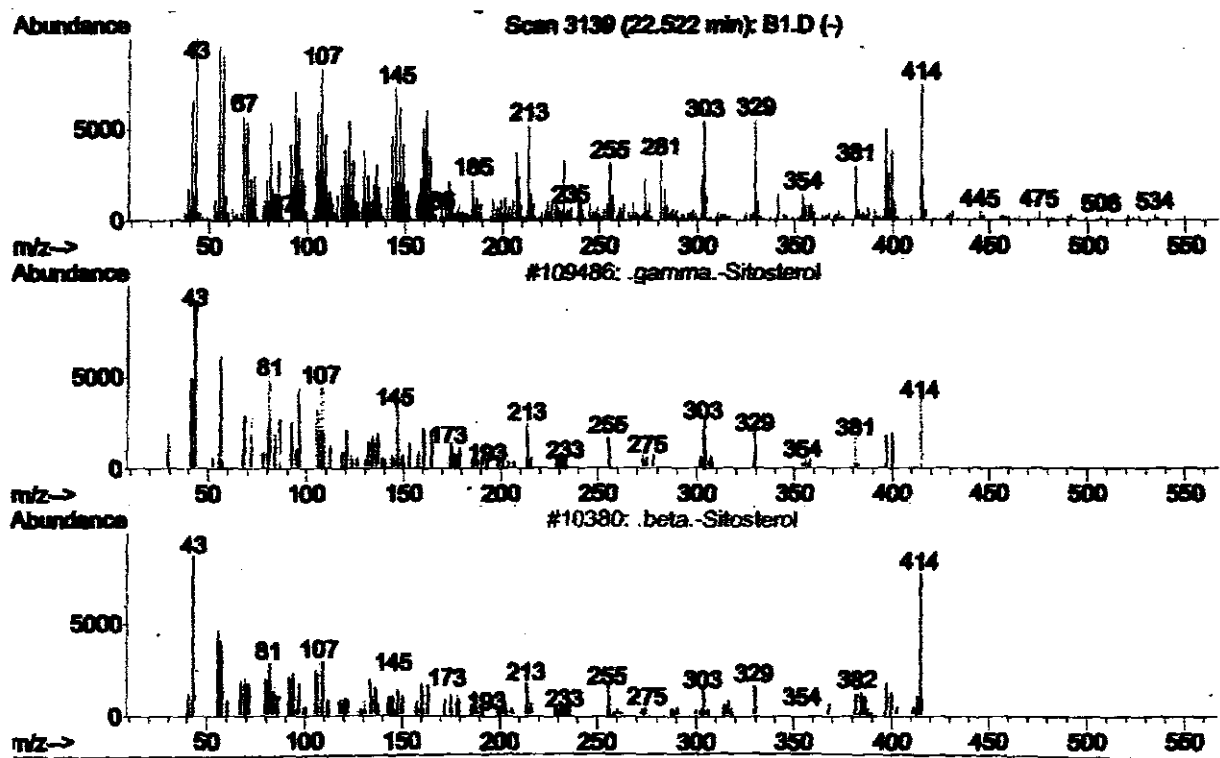 Abundance Scan 3139 (22.522 min): B1.D (-)
43 107 145 414
67 213 303 329
5000 185 255 281 381
235 354 445 475 506 534
0
m/z--> 50 100 150 200 250 300 350 400 450 500 550
Abundance #109486: .gamma.-Sitosterol
43
81 107 414
5000 145 213 303 329 381
173 193 233 255 275 354
0
m/z--> 50 100 150 200 250 300 350 400 450 500 550
Abundance #10380: .beta.-Sitosterol
43 414
5000
81 107 145 173 213 255 303 329 382
193 233 275 354
0
m/z--> 50 100 150 200 250 300 350 400 450 500 550